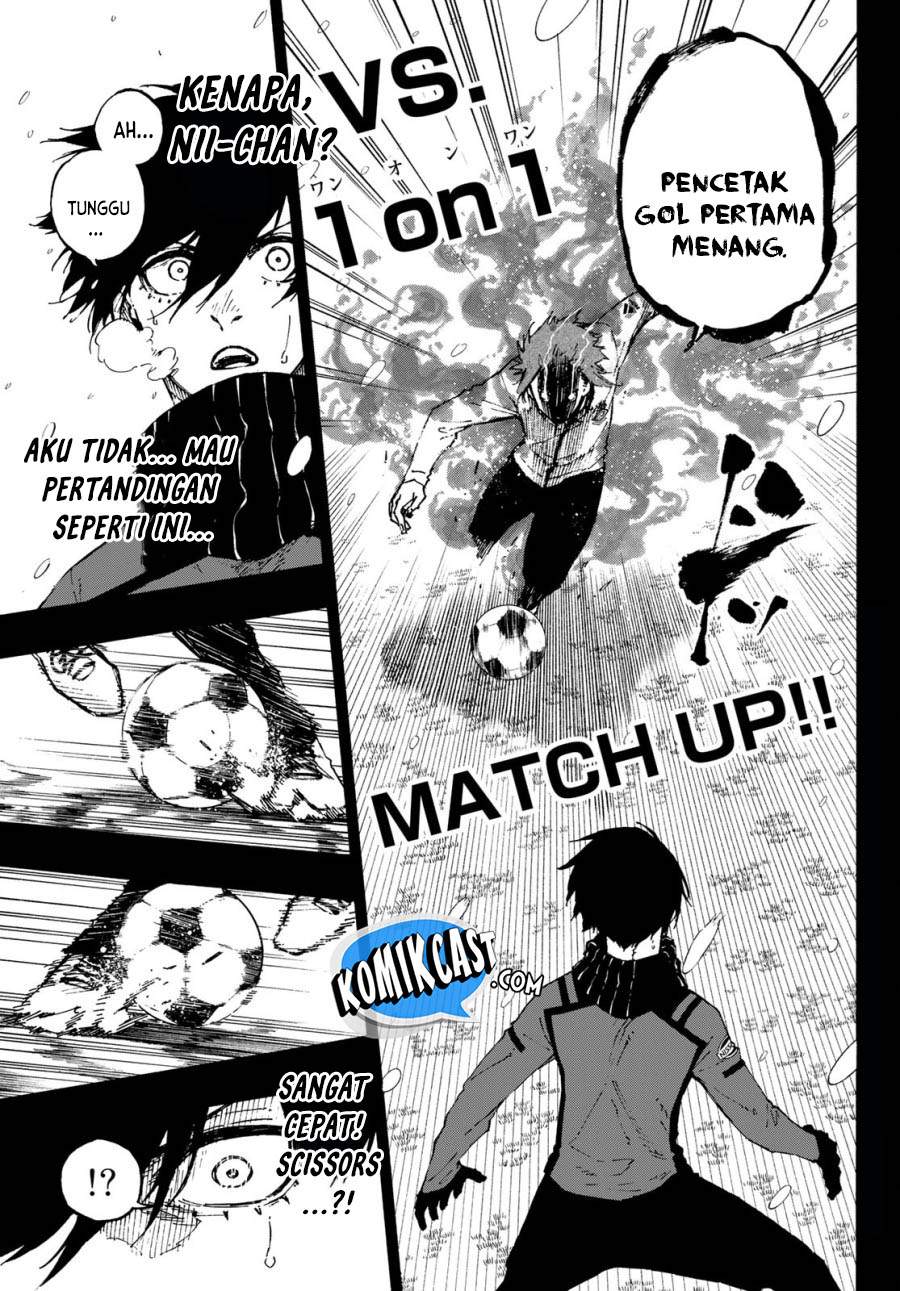 PENCETAK
GOL PERTAMA
MENANG.
VS.
ワン オン ワン
1 on 1
MATCH UP!!
KENAPA,
NII-CHAN?
AH...
TUNGGU
...
AKU TIDAK... MAU
PERTANDINGAN
SEPERTI INI...
KOMIKCAST
.COM
!?
SANGAT
CEPAT!
SCISSORS
...?!